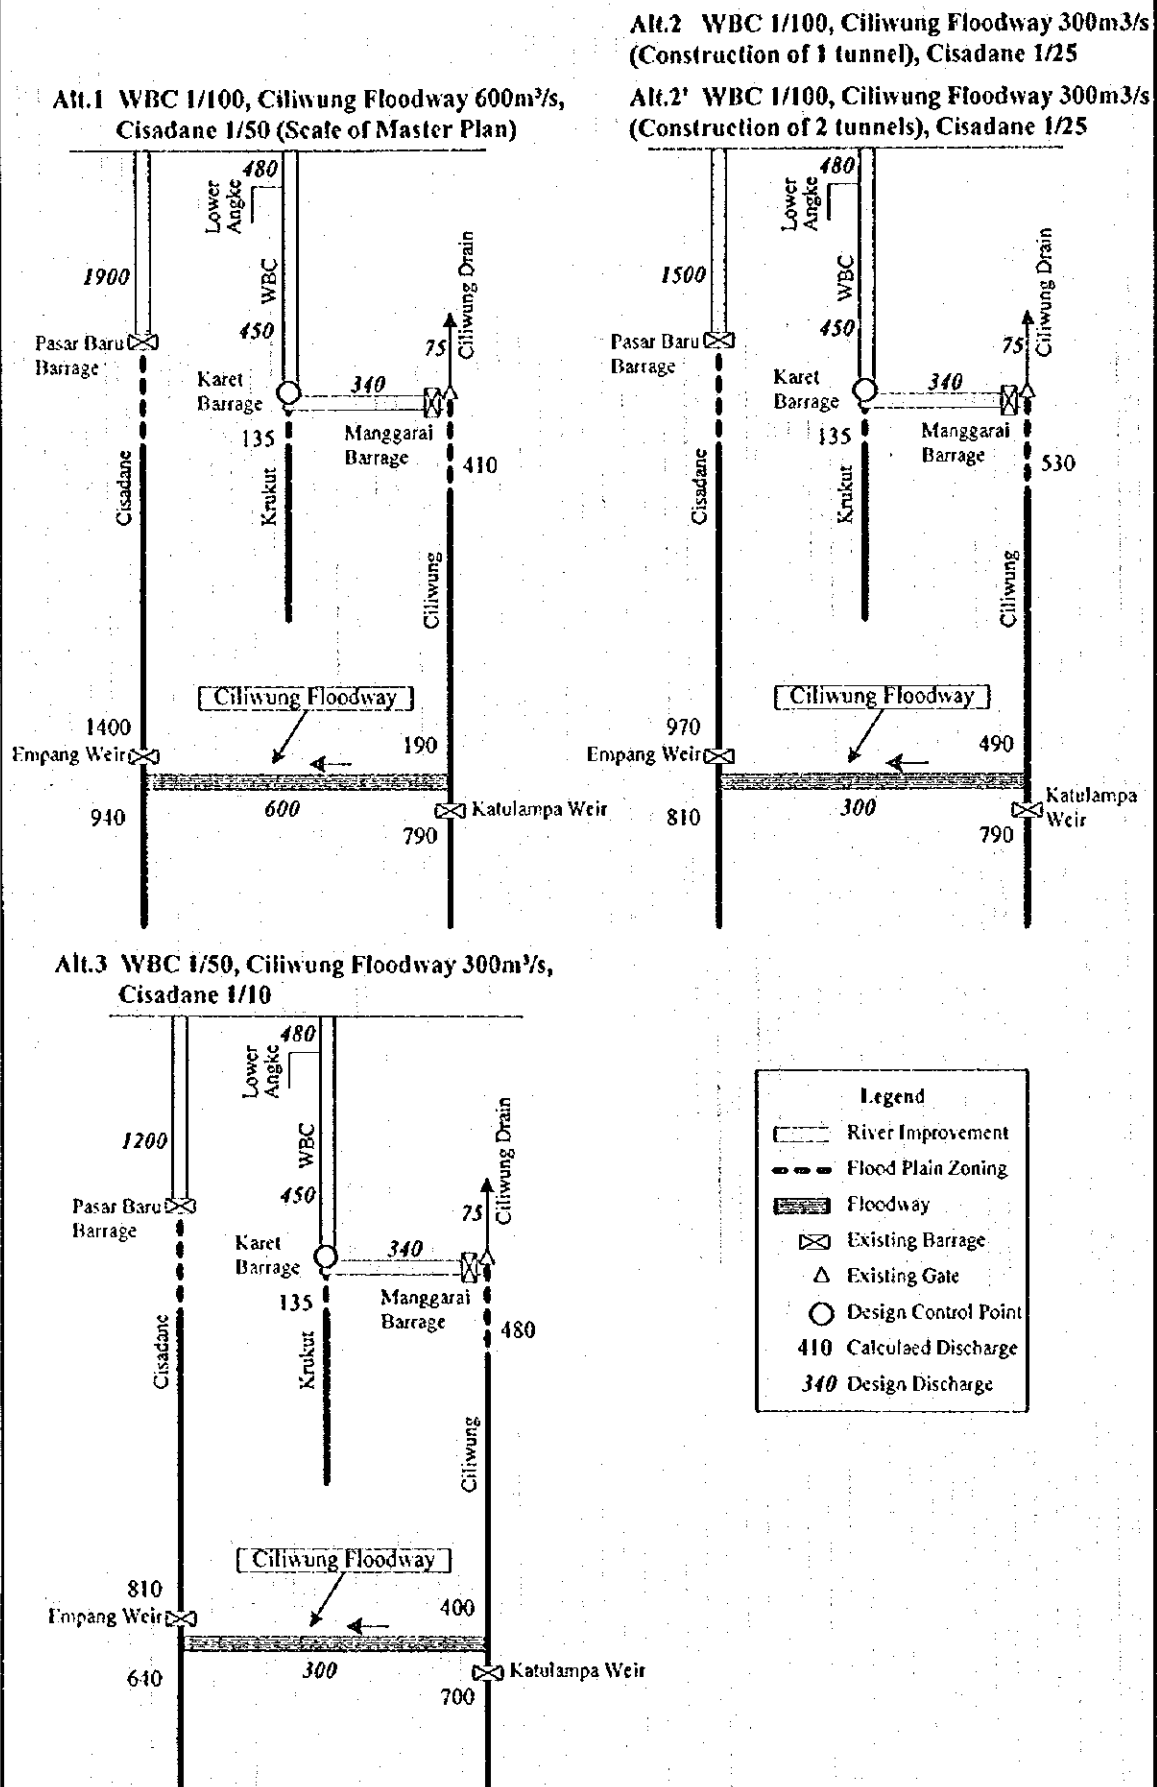 Alt.2 WBC 1/100, Ciliwung Floodway 300m3/s
(Construction of 1 tunnel), Cisadane 1/25
Alt.1 WBC 1/100, Ciliwung Floodway 600m³/s,
Cisadane 1/50 (Scale of Master Plan)
Alt.2' WBC 1/100, Ciliwung Floodway 300m3/s
(Construction of 2 tunnels), Cisadane 1/25
480
Lower
Angke
1900
WBC
450
Ciliwung Drain
75
Pasar Baru
Barrage
Karet
Barrage
340
135
Manggarai
Barrage
410
Cisadane
Krukut
Ciliwung
Ciliwung Floodway
1400
Empang Weir
190
600
940
Katulampa Weir
790
480
Lower
Angke
1500
WBC
450
Ciliwung Drain
75
Pasar Baru
Barrage
Karet
Barrage
340
135
Manggarai
Barrage
530
Cisadane
Krukut
Ciliwung
Ciliwung Floodway
970
Empang Weir
490
300
810
Katulampa
Weir
790
Alt.3 WBC 1/50, Ciliwung Floodway 300m³/s,
Cisadane 1/10
480
Lower
Angke
1200
WBC
450
Ciliwung Drain
75
Pasar Baru
Barrage
Karet
Barrage
340
135
Manggarai
Barrage
480
Cisadane
Krukut
Ciliwung
Ciliwung Floodway
810
Empang Weir
400
300
640
Katulampa Weir
700
Legend
River Improvement
Flood Plain Zoning
Floodway
Existing Barrage
Existing Gate
Design Control Point
410 Calculaed Discharge
340 Design Discharge